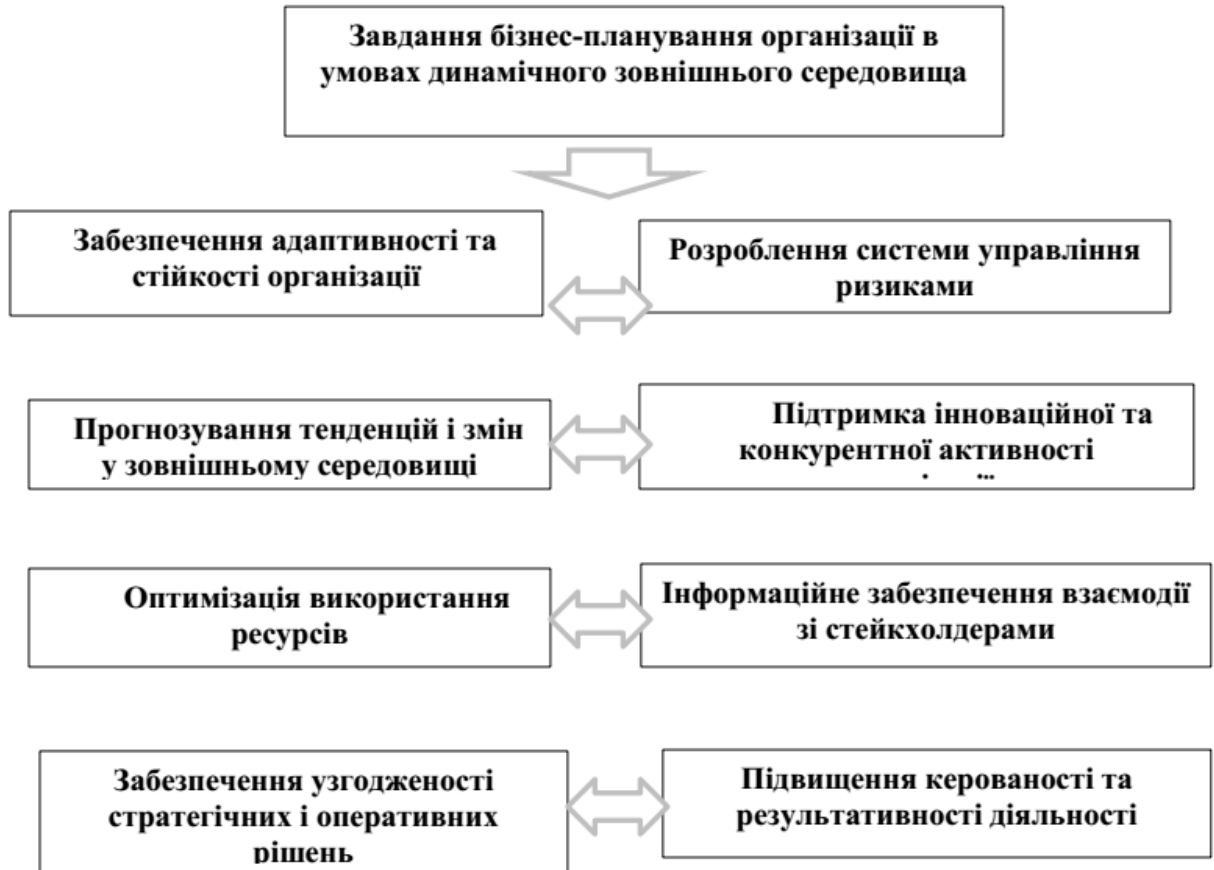 Завдання бізнес-планування організації в
умовах динамічного зовнішнього середовища
Забезпечення адаптивності та
стійкості організації
Розроблення системи управління
ризиками
Прогнозування тенденцій і змін
у зовнішньому середовищі
Підтримка інноваційної та
конкурентної активності
Оптимізація використання
ресурсів
Інформаційне забезпечення взаємодії
зі стейкхолдерами
Забезпечення узгодженості
стратегічних і оперативних
рішень
Підвищення керованості та
результативності діяльності